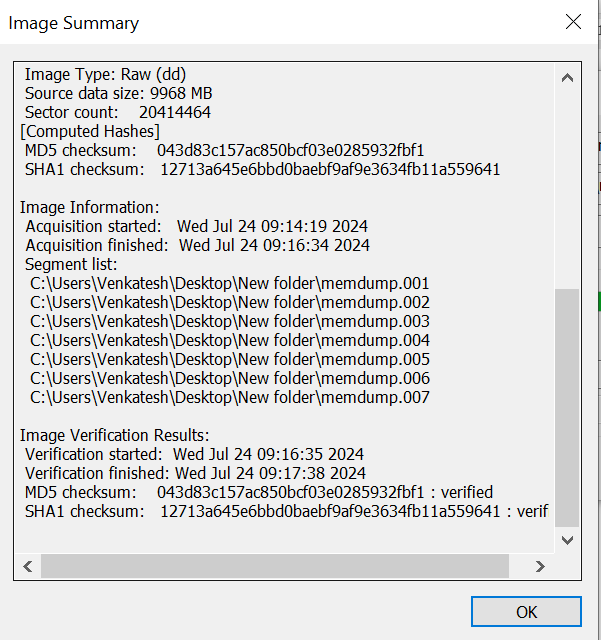 Image Summary
Image Type: Raw (dd)
Source data size: 9968 MB
Sector count: 20414464
[Computed Hashes]
MD5 checksum: 043d83c157ac850bcf03e0285932fbf1
SHA1 checksum: 12713a645e6bbd0baebf9af9e3634fb11a559641
Image Information:
Acquisition started: Wed Jul 24 09:14:19 2024
Acquisition finished: Wed Jul 24 09:16:34 2024
Segment list:
C:\Users\Venkatesh\Desktop\New folder\memdump.001
C:\Users\Venkatesh\Desktop\New folder\memdump.002
C:\Users\Venkatesh\Desktop\New folder\memdump.003
C:\Users\Venkatesh\Desktop\New folder\memdump.004
C:\Users\Venkatesh\Desktop\New folder\memdump.005
C:\Users\Venkatesh\Desktop\New folder\memdump.006
C:\Users\Venkatesh\Desktop\New folder\memdump.007
Image Verification Results:
Verification started: Wed Jul 24 09:16:35 2024
Verification finished: Wed Jul 24 09:17:38 2024
MD5 checksum: 043d83c157ac850bcf03e0285932fbf1 : verified
SHA1 checksum: 12713a645e6bbd0baebf9af9e3634fb11a559641 : verif
OK